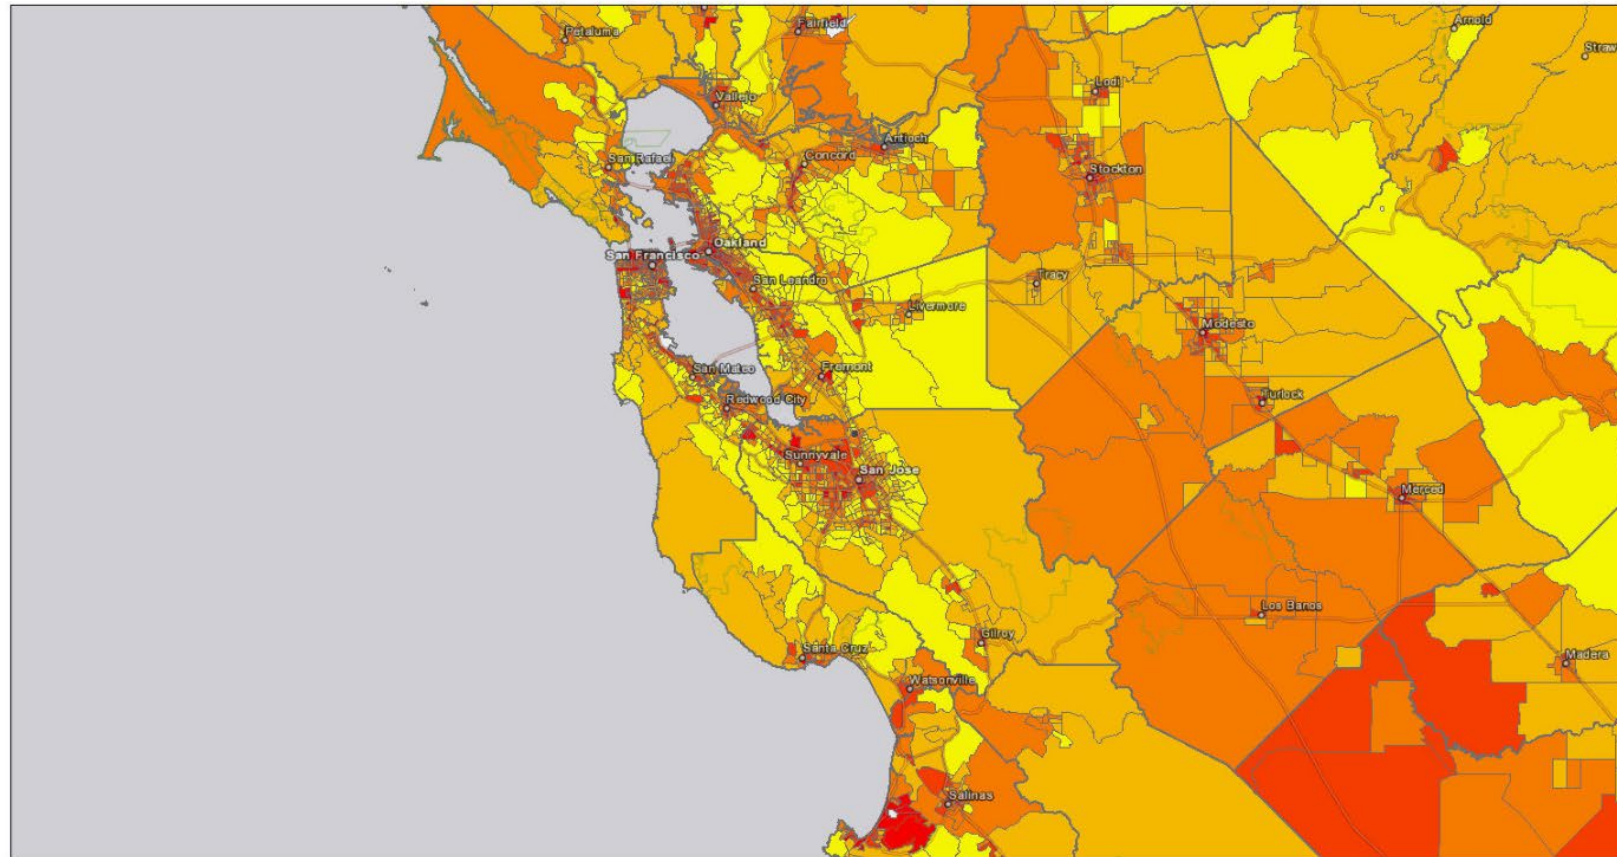 Fairfield
Arnold
Petaluma
Straw
Lodi
Vallejo
Antioch
San Rafael
Concord
Stockton
Oakland
San Francisco
San Leandro
Tracy
Livermore
Modesto
San Mateo
Fremont
Redwood City
Turlock
Sunnyvale
San Jose
Merced
Los Banos
Gilroy
Santa Cruz
Madera
Watsonville
Salinas